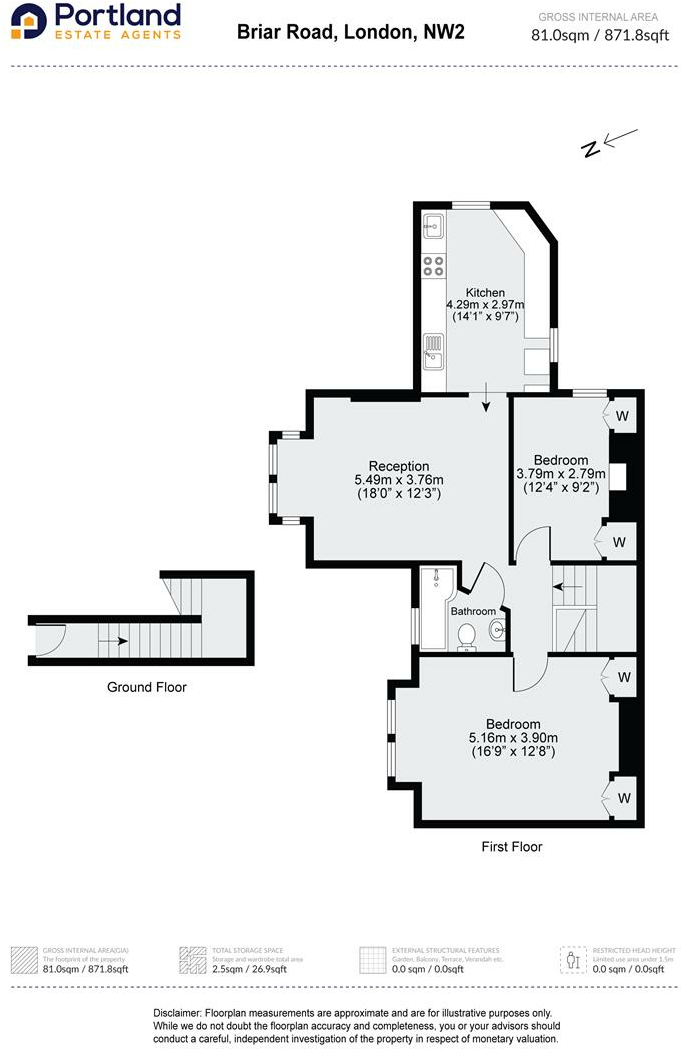 Portland
ESTATE AGENTS
Briar Road, London, NW2
GROSS INTERNAL AREA
81.0sqm / 871.8sqft
N
Kitchen
4.29m x 2.97m
(14'1" x 9'7")
W
Reception
5.49m x 3.76m
(18'0" x 12'3")
Bedroom
3.79m x 2.79m
(12'4" x 9'2")
W
Bathroom
Ground Floor
W
Bedroom
5.16m x 3.90m
(16'9" x 12'8")
W
First Floor
GROSS INTERNAL AREA(GIA)
The footprint of the property
81.0sqm / 871.8sqft
TOTAL STORAGE SPACE
Storage and wardrobe total area
2.5sqm / 26.9sqft
EXTERNAL STRUCTURAL FEATURES
Garden, Balcony, Terrace, Verandah etc.
0.0 sqm / 0.0sqft
RESTRICTED HEAD HEIGHT
Limited use area under 1.5m
0.0 sqm / 0.0sqft
Disclaimer: Floorplan measurements are approximate and are for illustrative purposes only.
While we do not doubt the floorplan accuracy and completeness, you or your advisors should
conduct a careful, independent investigation of the property in respect of monetary valuation.